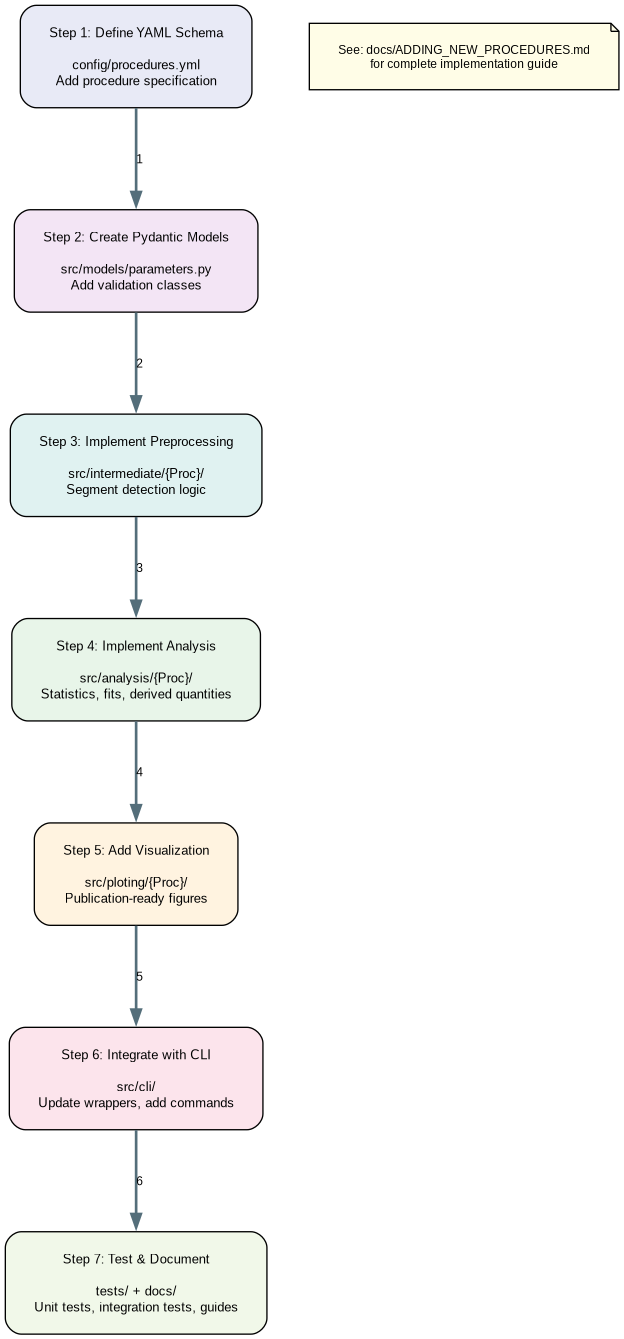 Step 1: Define YAML Schema
config/procedures.yml
Add procedure specification
See: docs/ADDING_NEW_PROCEDURES.md
for complete implementation guide
1
Step 2: Create Pydantic Models
src/models/parameters.py
Add validation classes
2
Step 3: Implement Preprocessing
src/intermediate/{Proc}/
Segment detection logic
3
Step 4: Implement Analysis
src/analysis/{Proc}/
Statistics, fits, derived quantities
4
Step 5: Add Visualization
src/ploting/{Proc}/
Publication-ready figures
5
Step 6: Integrate with CLI
src/cli/
Update wrappers, add commands
6
Step 7: Test & Document
tests/ + docs/
Unit tests, integration tests, guides